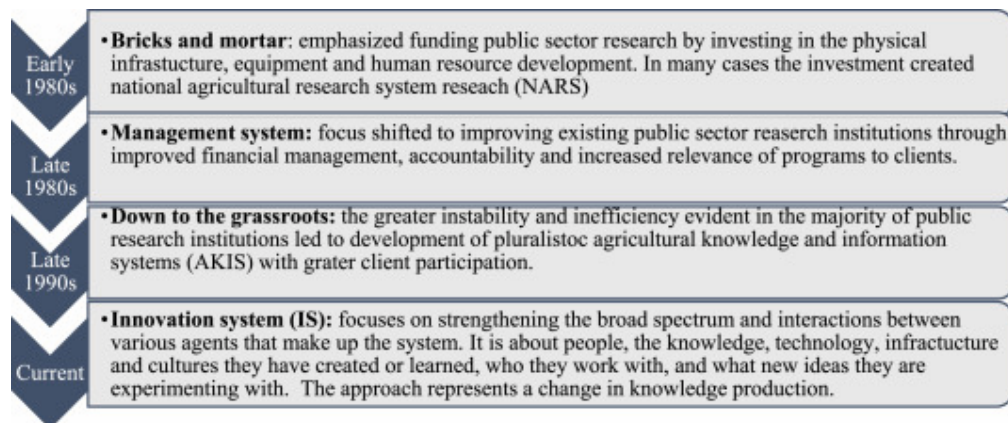 Early
1980s
•Bricks and mortar: emphasized funding public sector research by investing in the physical
infrastucture, equipment and human resource development. In many cases the investment created
national agricultural research system reseach (NARS)
Late
1980s
•Management system: focus shifted to improving existing public sector reaserch institutions through
improved financial management, accountability and increased relevance of programs to clients.
Late
1990s
•Down to the grassroots: the greater instability and inefficiency evident in the majority of public
research institutions led to development of pluralistoc agricultural knowledge and information
systems (AKIS) with grater client participation.
Current
•Innovation system (IS): focuses on strengthening the broad spectrum and interactions between
various agents that make up the system. It is about people, the knowledge, technology, infractucture
and cultures they have created or learned, who they work with, and what new ideas they are
experimenting with. The approach represents a change in knowledge production.